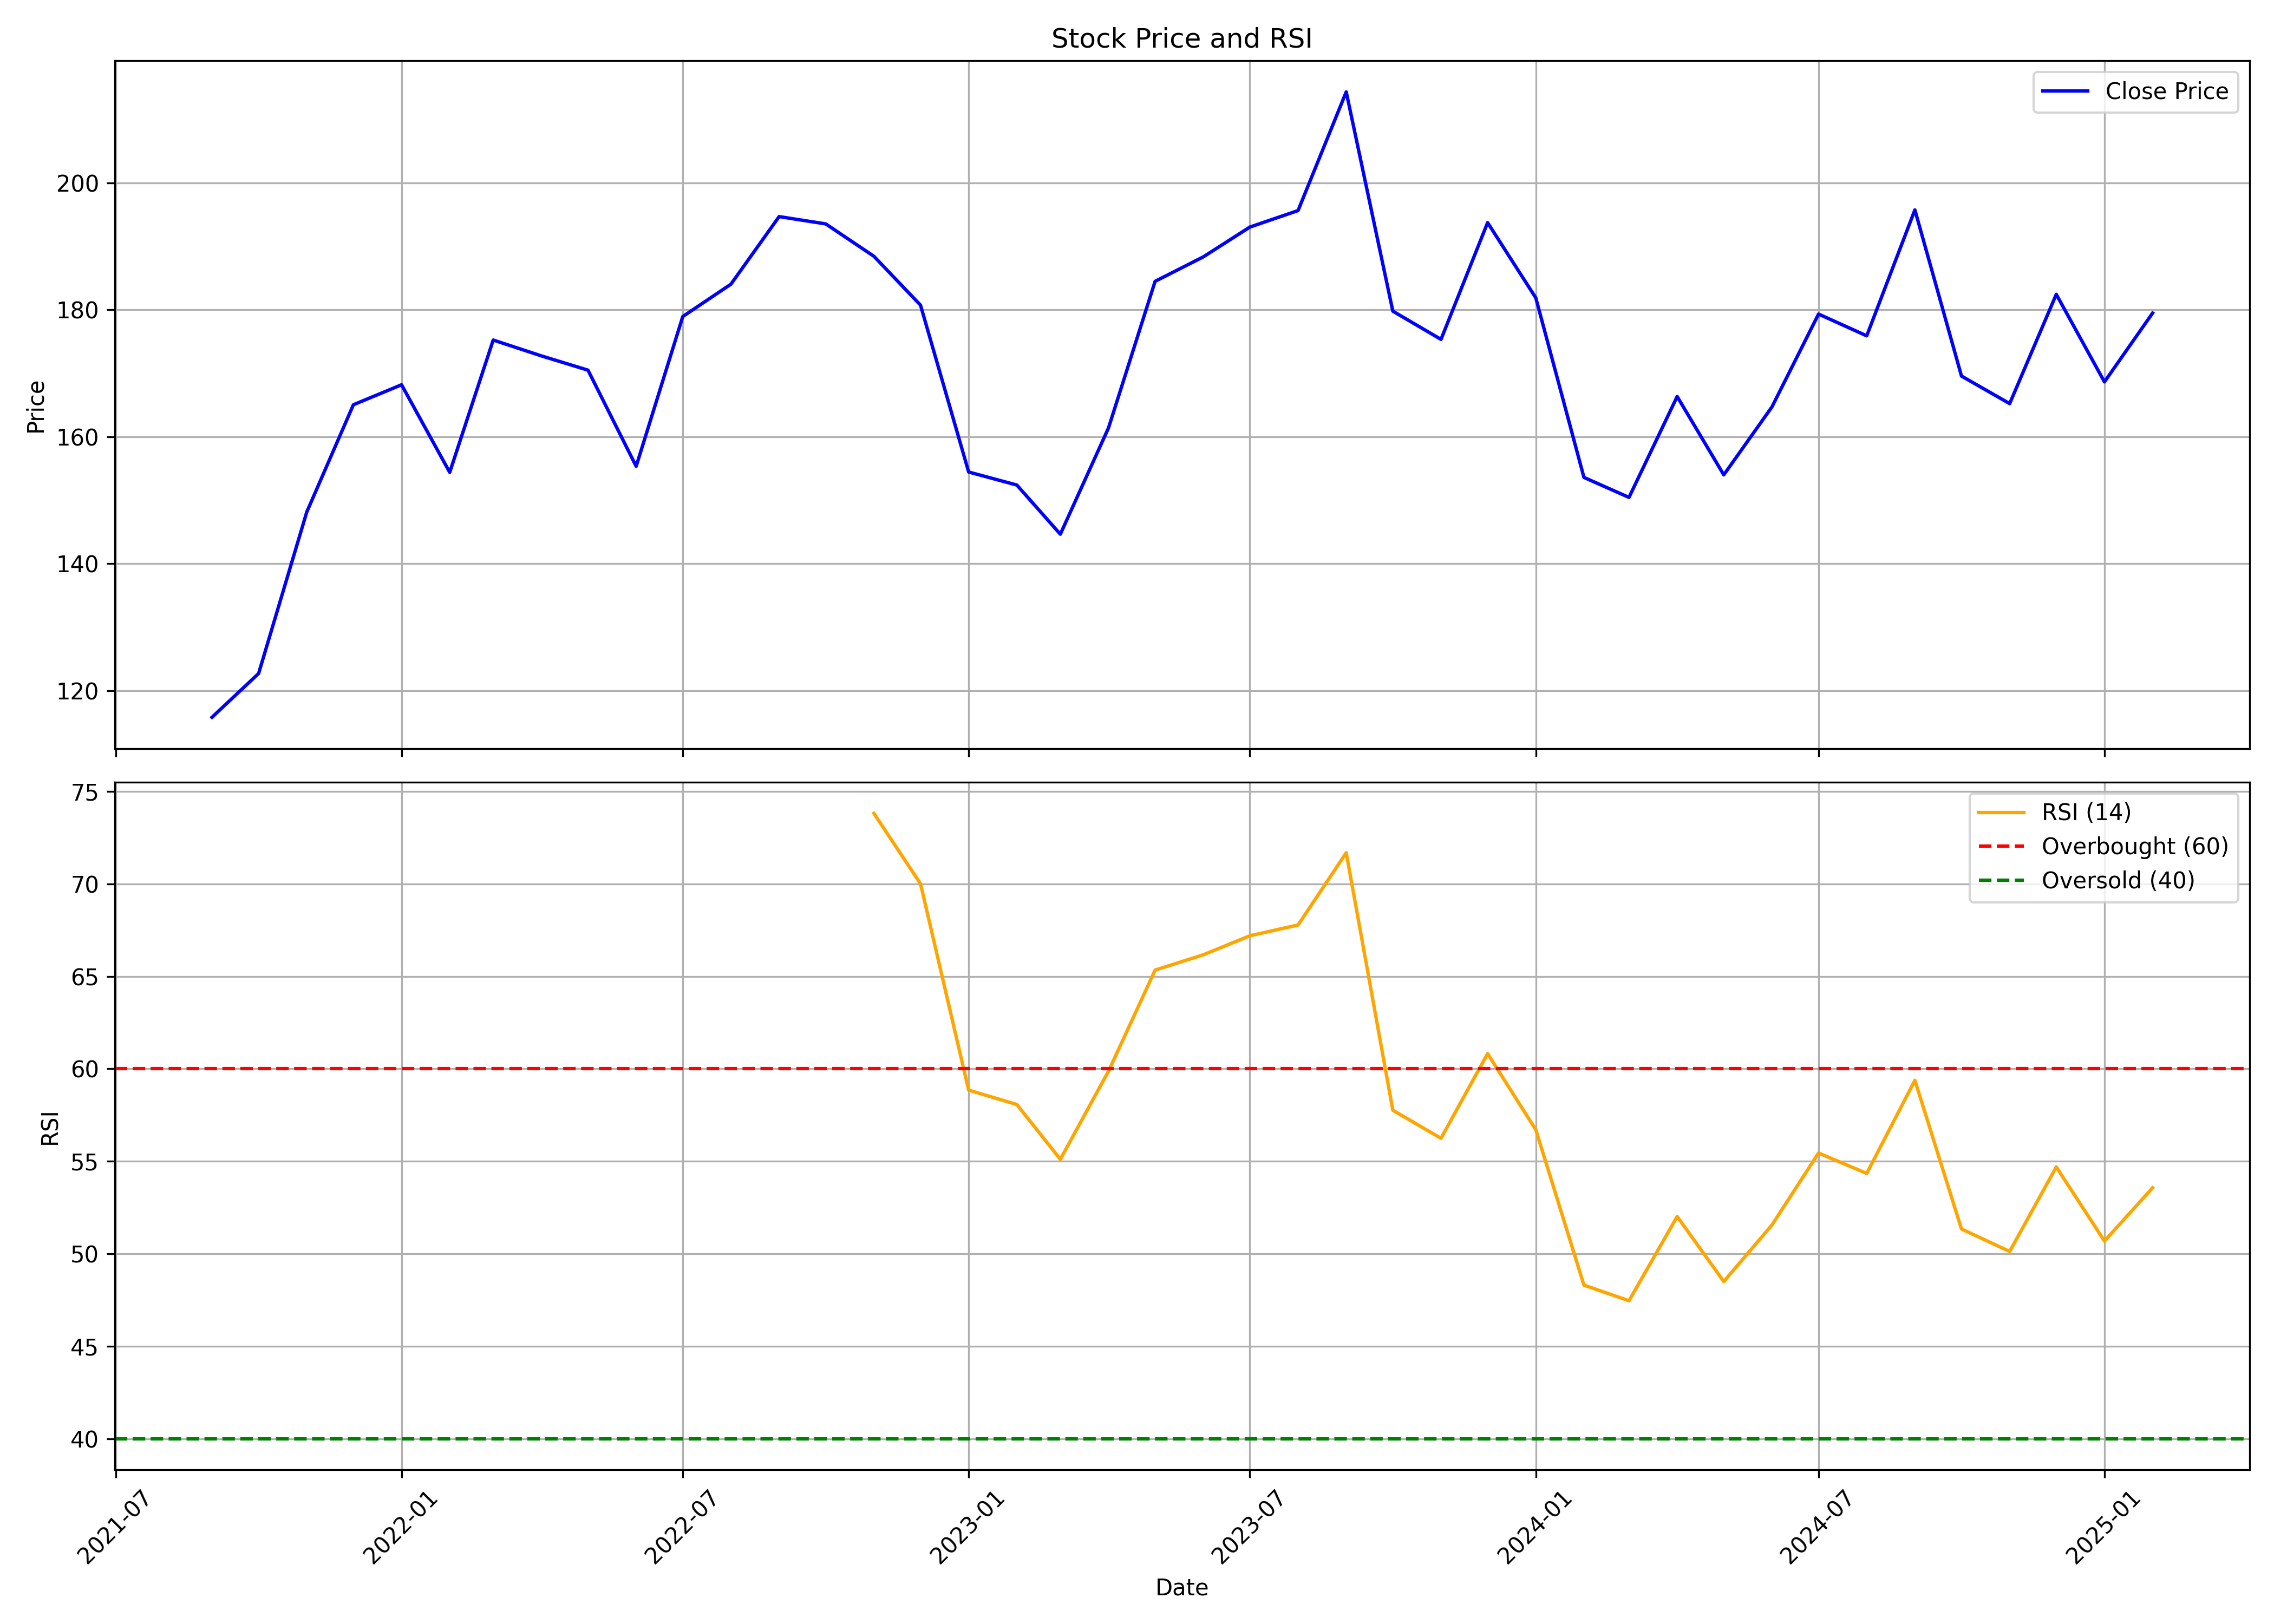 Stock Price and RSI
Close Price
Price
200
180
160
140
120
RSI (14)
Overbought (60)
Oversold (40)
RSI
75
70
65
60
55
50
45
40
2021-07
2022-01
2022-07
2023-01
2023-07
2024-01
2024-07
2025-01
Date